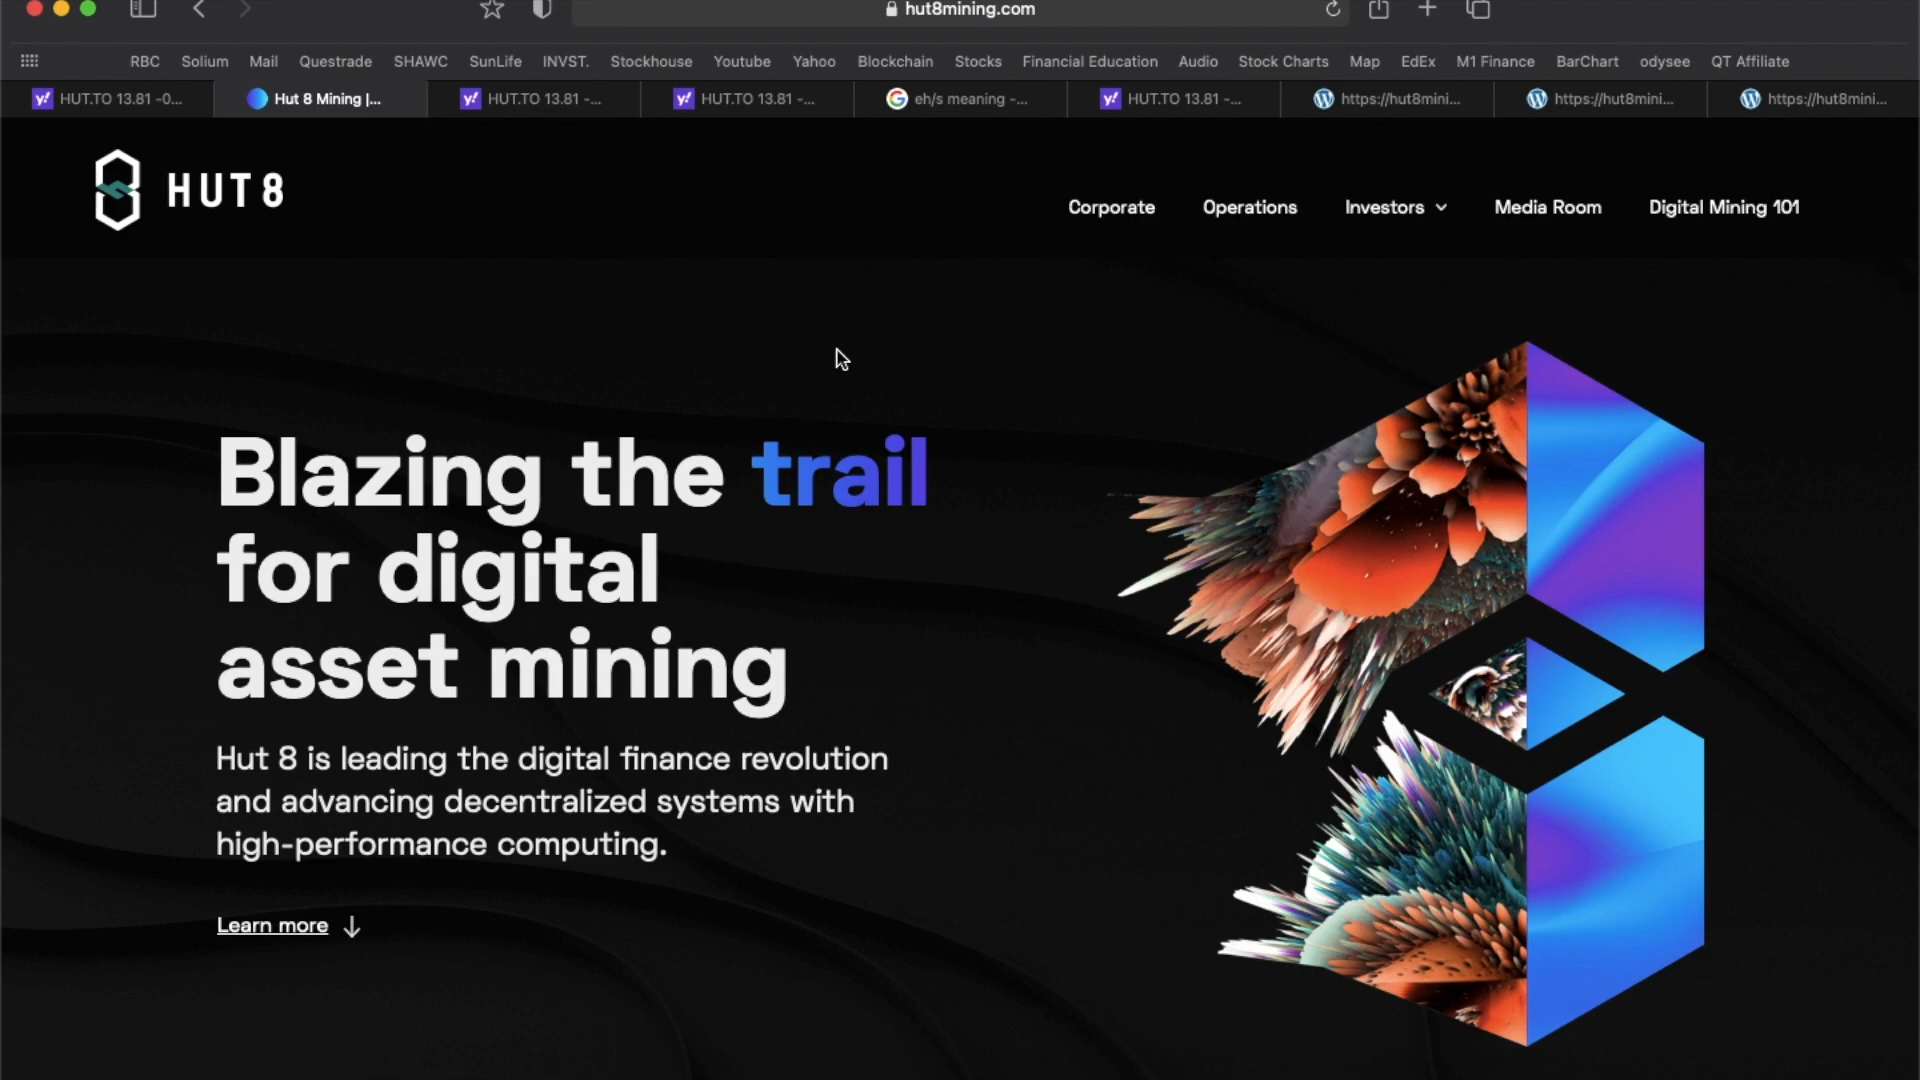 hut8mining.com
RBC Solium Mail Questrade SHAWC SunLife INVST. Stockhouse Youtube Yahoo Blockchain Stocks Financial Education Audio Stock Charts Map EdEx M1 Finance BarChart odysee QT Affiliate
y! HUT.TO 13.81 -0... Hut 8 Mining |... y! HUT.TO 13.81 -... y! HUT.TO 13.81 -... G eh/s meaning -... y! HUT.TO 13.81 -... https://hut8mini... https://hut8mini... https://hut8mini...
HUT 8
Corporate Operations Investors Media Room Digital Mining 101
Blazing the trail
for digital
asset mining
Hut 8 is leading the digital finance revolution
and advancing decentralized systems with
high-performance computing.
Learn more ↓